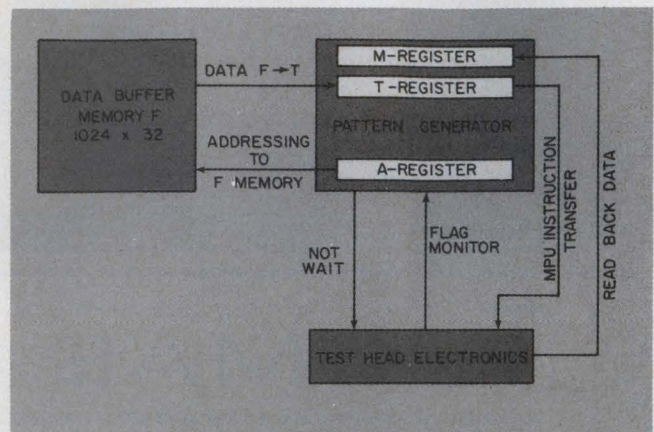 DATA BUFFER
MEMORY F
1024 x 32
DATA F→T
ADDRESSING
TO
F MEMORY
M-REGISTER
T-REGISTER
PATTERN GENERATOR
A-REGISTER
NOT
WAIT
FLAG
MONITOR
MPU INSTRUCTION
TRANSFER
READ BACK DATA
TEST HEAD ELECTRONICS